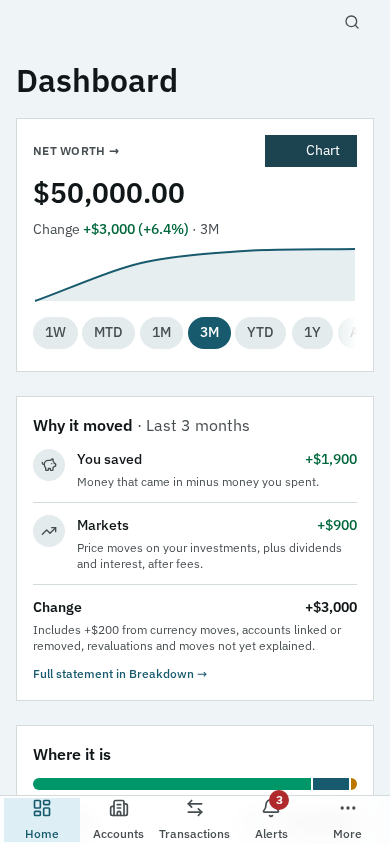 Dashboard
NET WORTH →
Chart
$50,000.00
Change +$3,000 (+6.4%) · 3M
1W MTD 1M 3M YTD 1Y A
Why it moved · Last 3 months
You saved +$1,900
Money that came in minus money you spent.
Markets +$900
Price moves on your investments, plus dividends
and interest, after fees.
Change +$3,000
Includes +$200 from currency moves, accounts linked or
removed, revaluations and moves not yet explained.
Full statement in Breakdown →
Where it is
3
Home Accounts Transactions Alerts More